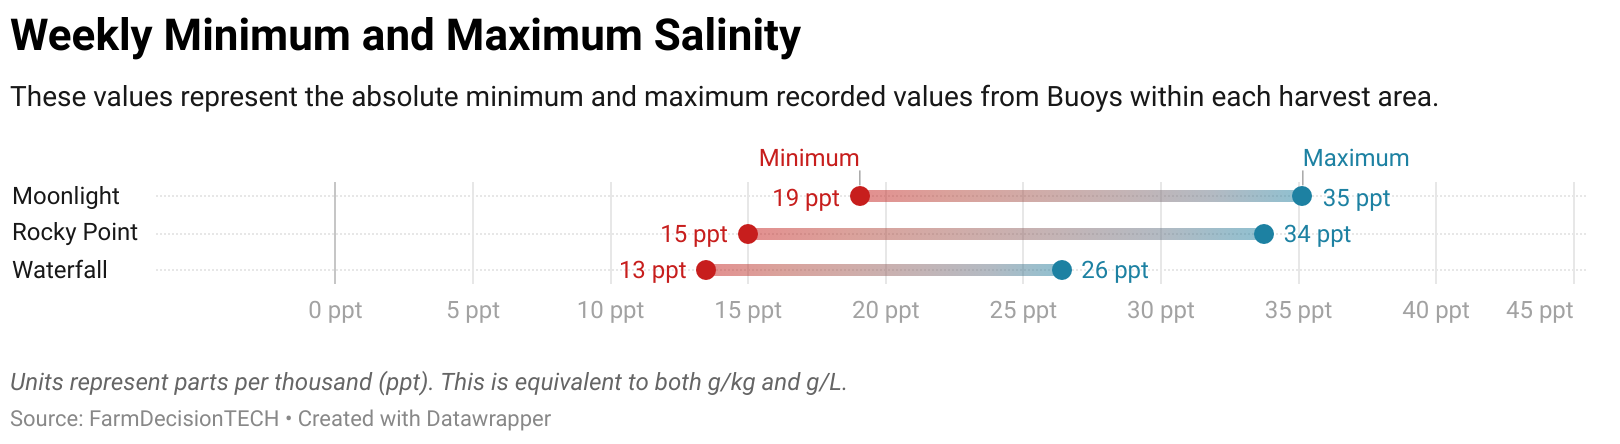 Weekly Minimum and Maximum Salinity
These values represent the absolute minimum and maximum recorded values from Buoys within each harvest area.
Minimum Maximum
Moonlight 19 ppt 35 ppt
Rocky Point 15 ppt 34 ppt
Waterfall 13 ppt 26 ppt
0 ppt 5 ppt 10 ppt 15 ppt 20 ppt 25 ppt 30 ppt 35 ppt 40 ppt 45 ppt
Units represent parts per thousand (ppt). This is equivalent to both g/kg and g/L.
Source: FarmDecisionTECH • Created with Datawrapper